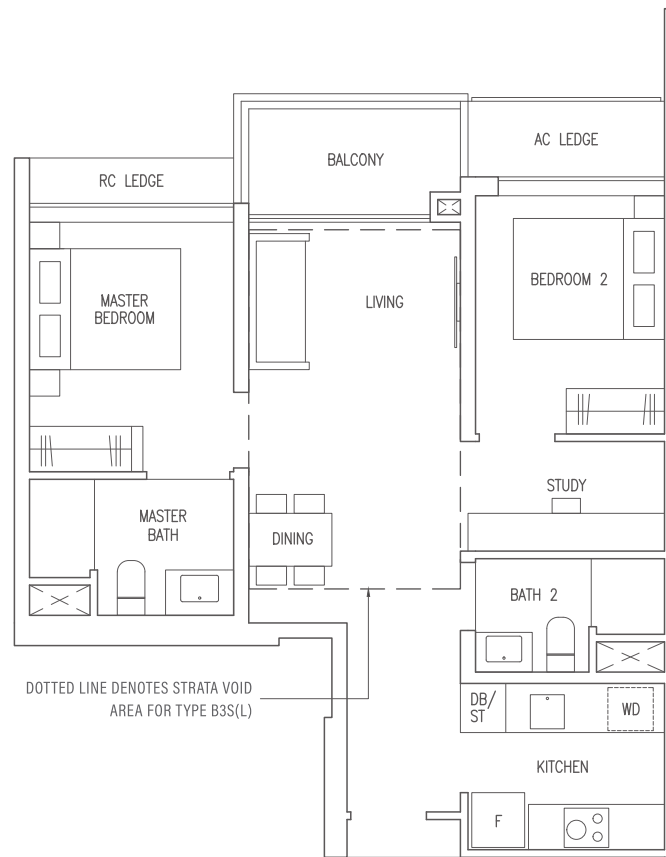 AC LEDGE
BALCONY
RC LEDGE
BEDROOM 2
MASTER
BEDROOM
LIVING
STUDY
MASTER
BATH
DINING
BATH 2
DOTTED LINE DENOTES STRATA VOID
AREA FOR TYPE B3S(L)
DB/
ST
WD
KITCHEN
F